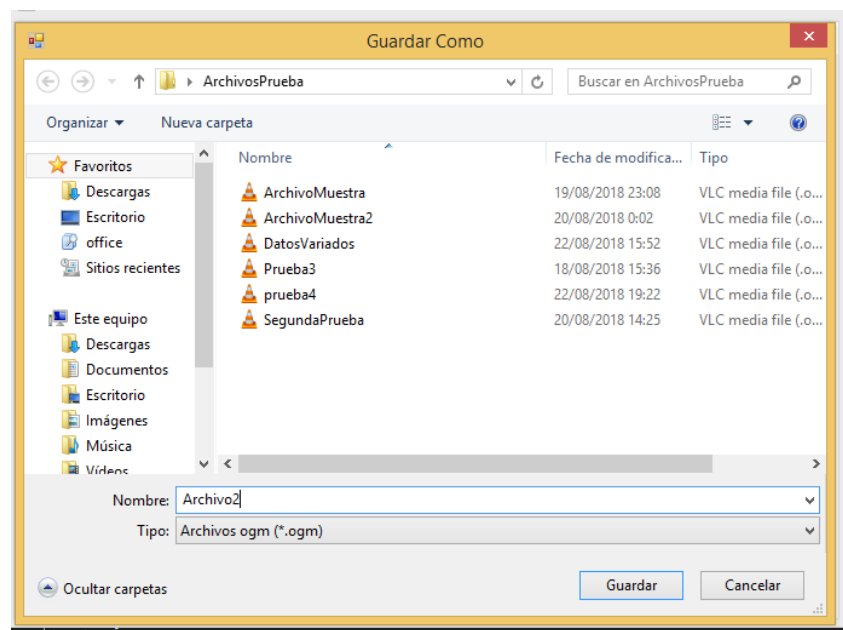 Guardar Como
ArchivosPrueba
Buscar en ArchivosPrueba
Organizar
Nueva carpeta
Nombre Fecha de modifica... Tipo
Favoritos
Descargas
Escritorio
office
Sitios recientes
Este equipo
Descargas
Documentos
Escritorio
Imágenes
Música
Vídeos
ArchivoMuestra 19/08/2018 23:08 VLC media file (.o...
ArchivoMuestra2 20/08/2018 0:02 VLC media file (.o...
DatosVariados 22/08/2018 15:52 VLC media file (.o...
Prueba3 18/08/2018 15:36 VLC media file (.o...
prueba4 22/08/2018 19:22 VLC media file (.o...
SegundaPrueba 20/08/2018 14:25 VLC media file (.o...
Nombre: Archivo2
Tipo: Archivos ogm (*.ogm)
Ocultar carpetas
Guardar
Cancelar